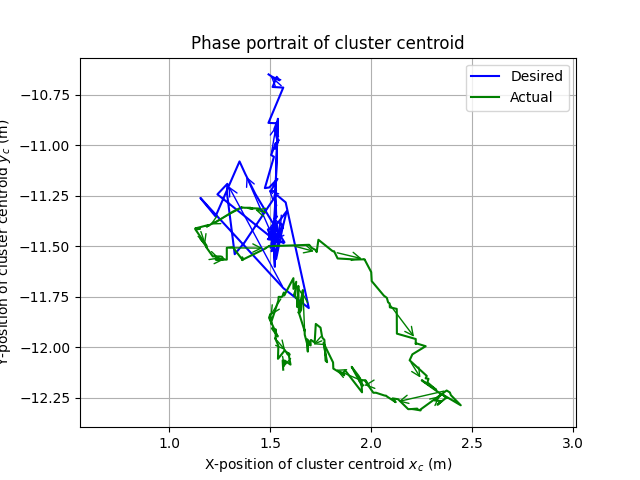 Phase portrait of cluster centroid
Desired
Actual
−10.75
−11.00
−11.25
−11.50
−11.75
−12.00
−12.25
Y-position of cluster centroid y_c (m)
1.0 1.5 2.0 2.5 3.0
X-position of cluster centroid x_c (m)